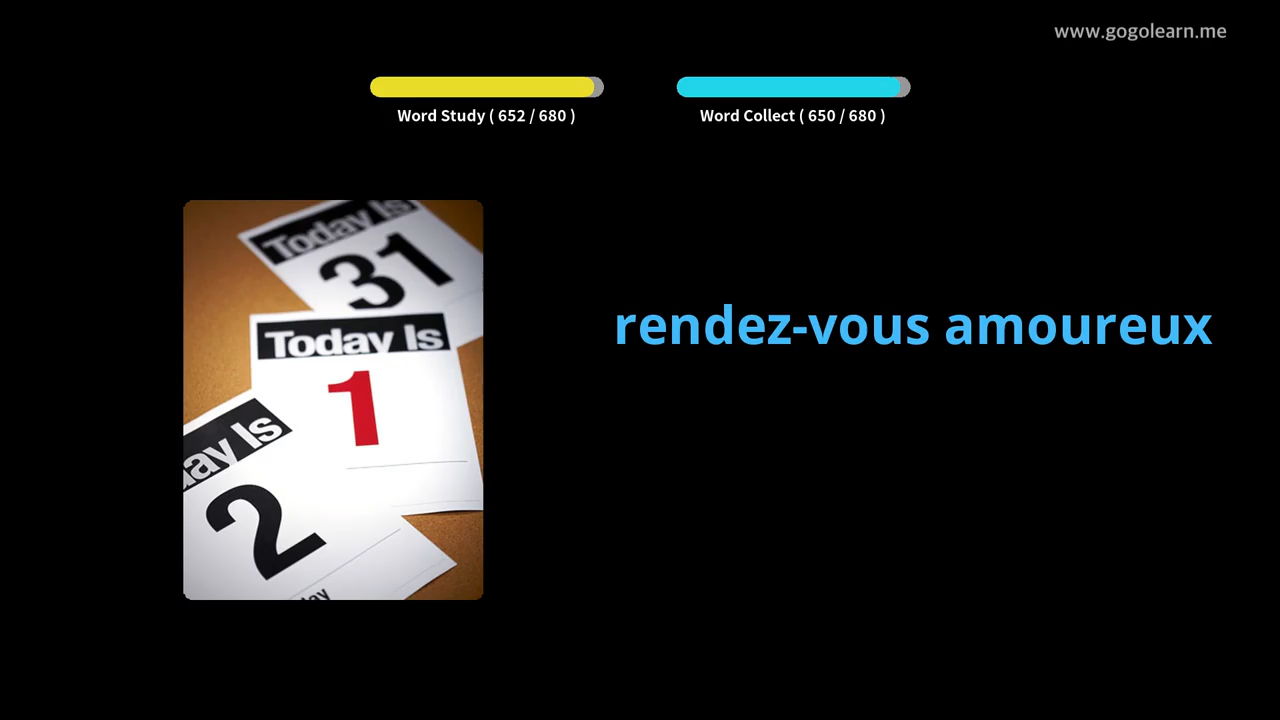 www.gogolearn.me
Word Study ( 652 / 680 )
Word Collect ( 650 / 680 )
Today Is
31
Today Is
1
rendez-vous amoureux
ay Is
2
ay